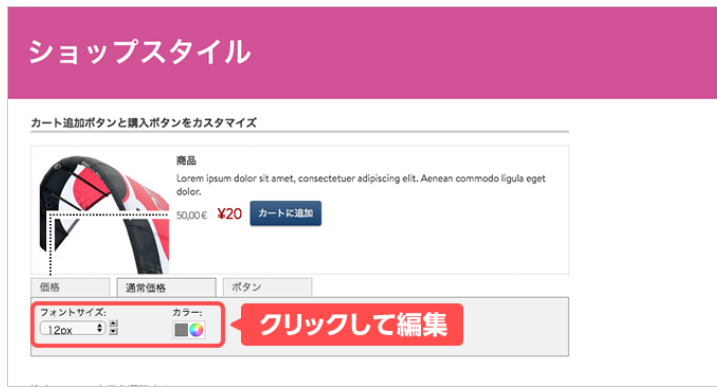 ショップスタイル
カート追加ボタンと購入ボタンをカスタマイズ
商品
Lorem ipsum dolor sit amet, consectetuer adipiscing elit. Aenean commodo ligula eget
dolor.
50,00 € ¥20 カートに追加
価格 通常価格 ボタン
フォントサイズ: カラー:
12px
クリックして編集